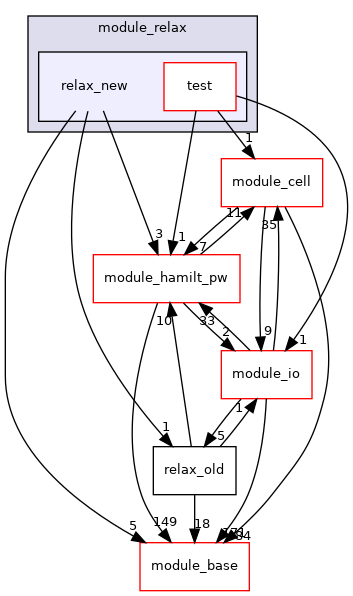 module_relax
relax_new
test
1
module_cell
11
35
3
1
7
module_hamilt_pw
10
33
2
9
1
module_io
1
5
1
relax_old
5
149
18
module_base